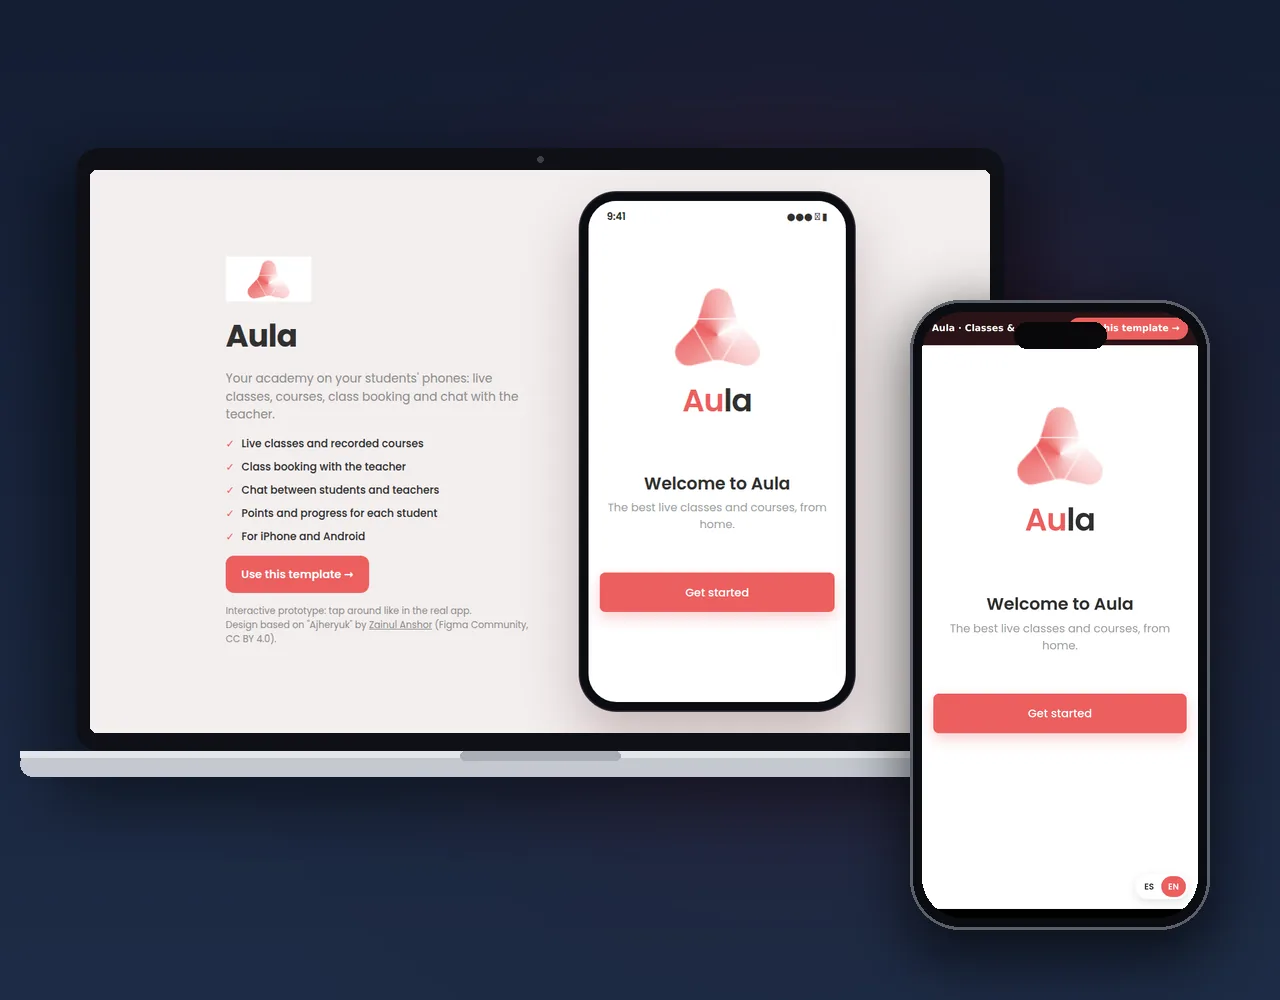 Aula
Your academy on your students' phones: live
classes, courses, class booking and chat with the
teacher.
✓ Live classes and recorded courses
✓ Class booking with the teacher
✓ Chat between students and teachers
✓ Points and progress for each student
✓ For iPhone and Android
Use this template →
Interactive prototype: tap around like in the real app.
Design based on "Ajheryuk" by Zainul Anshor (Figma Community,
CC BY 4.0).
9:41
Aula
Welcome to Aula
The best live classes and courses, from
home.
Get started
Aula · Classes & this template →
Aula
Welcome to Aula
The best live classes and courses, from
home.
Get started
ES EN